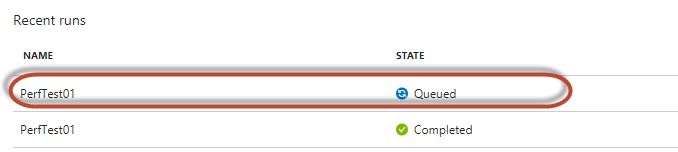 Recent runs
NAME STATE
PerfTest01 Queued
PerfTest01 Completed